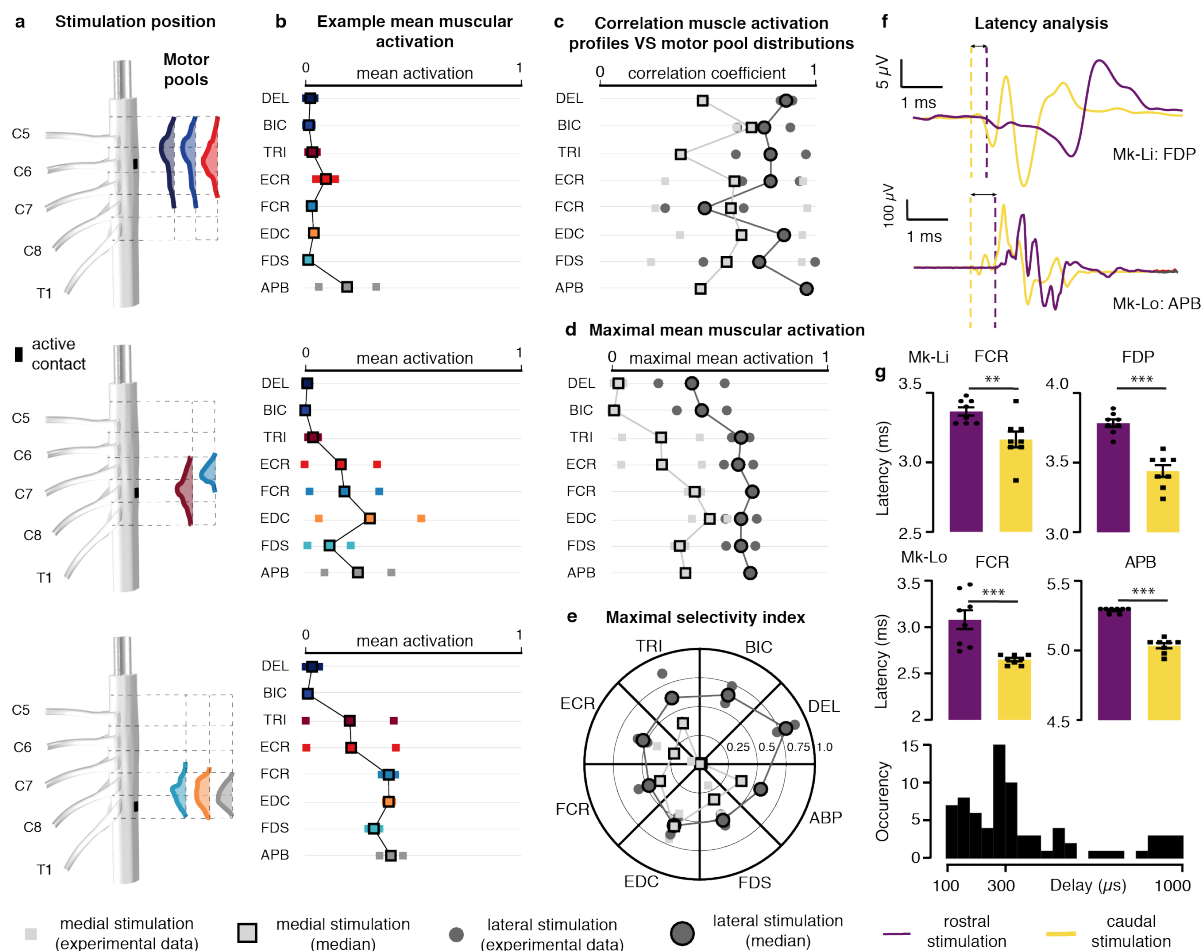 a Stimulation position
Motor
pools
C5
C6
C7
C8
T1
active
contact
C5
C6
C7
C8
T1
C5
C6
C7
C8
T1
b Example mean muscular
activation
0 mean activation 1
DEL
BIC
TRI
ECR
FCR
EDC
FDS
APB
0 mean activation 1
DEL
BIC
TRI
ECR
FCR
EDC
FDS
APB
0 mean activation 1
DEL
BIC
TRI
ECR
FCR
EDC
FDS
APB
c Correlation muscle activation
profiles VS motor pool distributions
0 correlation coefficient 1
DEL
BIC
TRI
ECR
FCR
EDC
FDS
APB
d Maximal mean muscular activation
0 maximal mean activation 1
DEL
BIC
TRI
ECR
FCR
EDC
FDS
APB
e Maximal selectivity index
TRI BIC
ECR DEL
0.25 0.5 0.75 1.0
FCR ABP
EDC FDS
f Latency analysis
5 µV
1 ms
Mk-Li: FDP
100 µV
1 ms
Mk-Lo: APB
g Mk-Li FCR FDP
Latency (ms)
3.5
3.0
2.5
**
4.0
3.5
3.0
***
Mk-Lo FCR APB
Latency (ms)
3.5
3.0
2.5
2
***
5.5
5.0
4.5
***
Occurency
15
10
5
0
100 300 Delay (µs) 1000
medial stimulation
(experimental data)
medial stimulation
(median)
lateral stimulation
(experimental data)
lateral stimulation
(median)
rostral
stimulation
caudal
stimulation